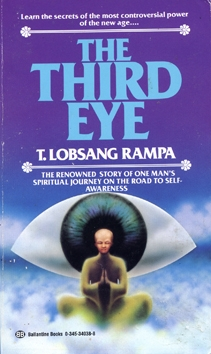 Learn the secrets of the most controversial power
of the new age....
THE
THIRD
EYE
T. LOBSANG RAMPA
THE RENOWNED STORY OF ONE MAN'S
SPIRITUAL JOURNEY ON THE ROAD TO SELF-
AWARENESS
BB Ballantine Books 0-345-34038-6